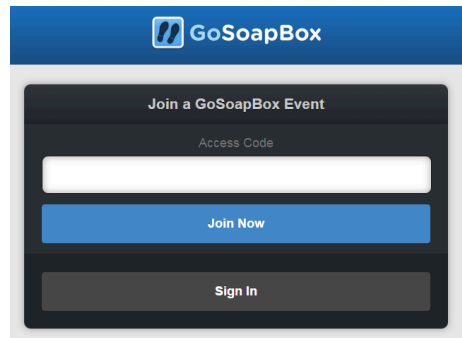 GoSoapBox
Join a GoSoapBox Event
Access Code
Join Now
Sign In